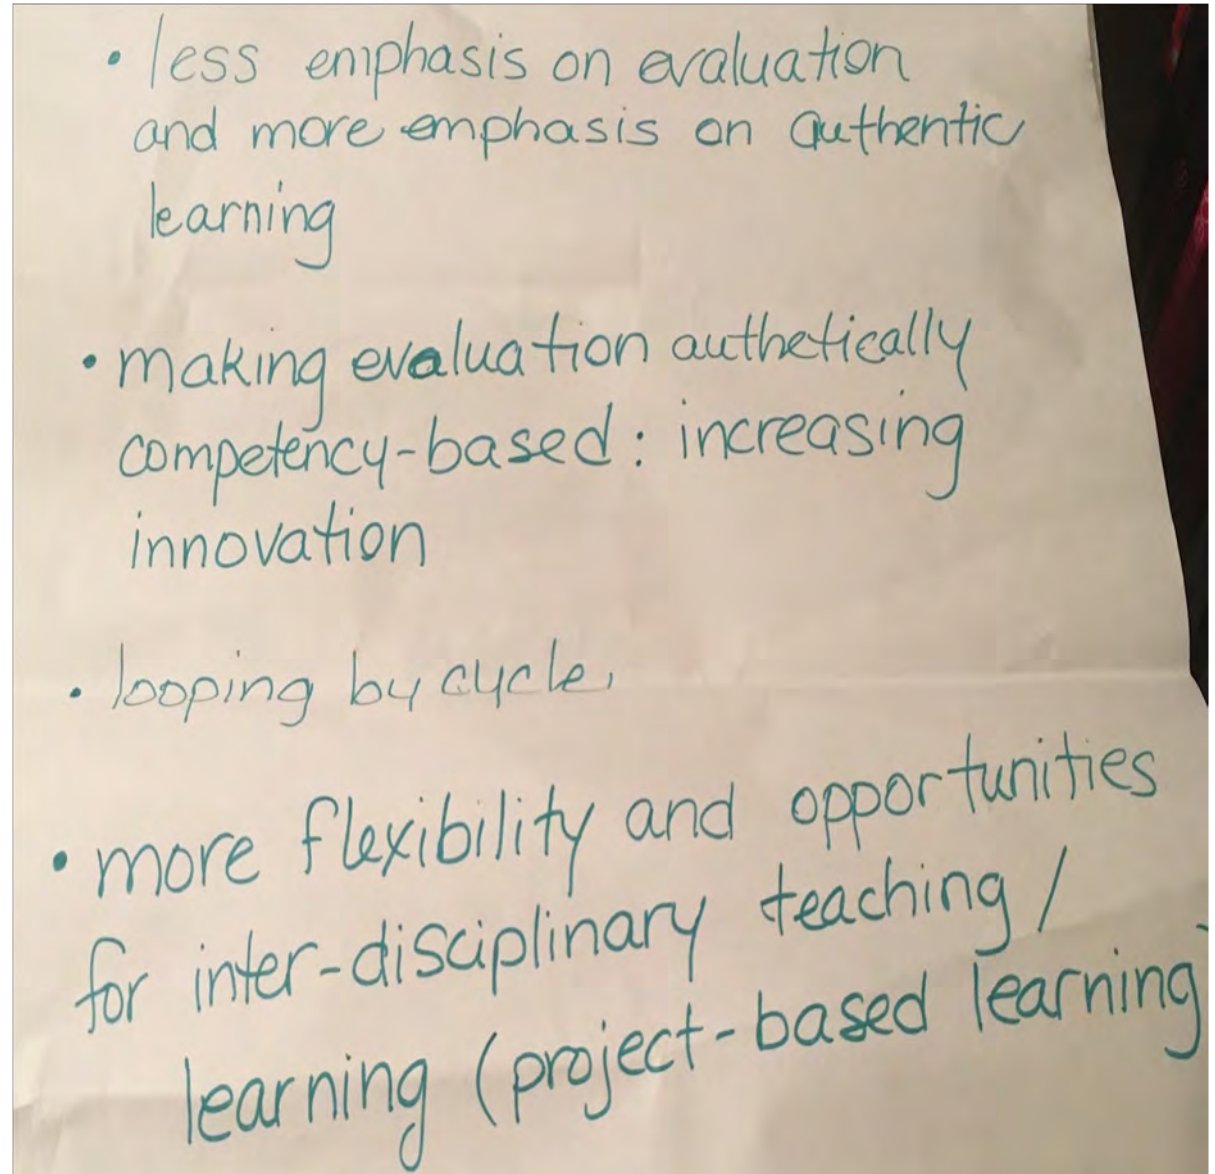 • less emphasis on evaluation
and more emphasis on authentic
learning
• making evaluation authetically
competency-based: increasing
innovation
• looping by cycle,
• more flexibility and opportunities
for inter-disciplinary teaching /
learning (project-based learning